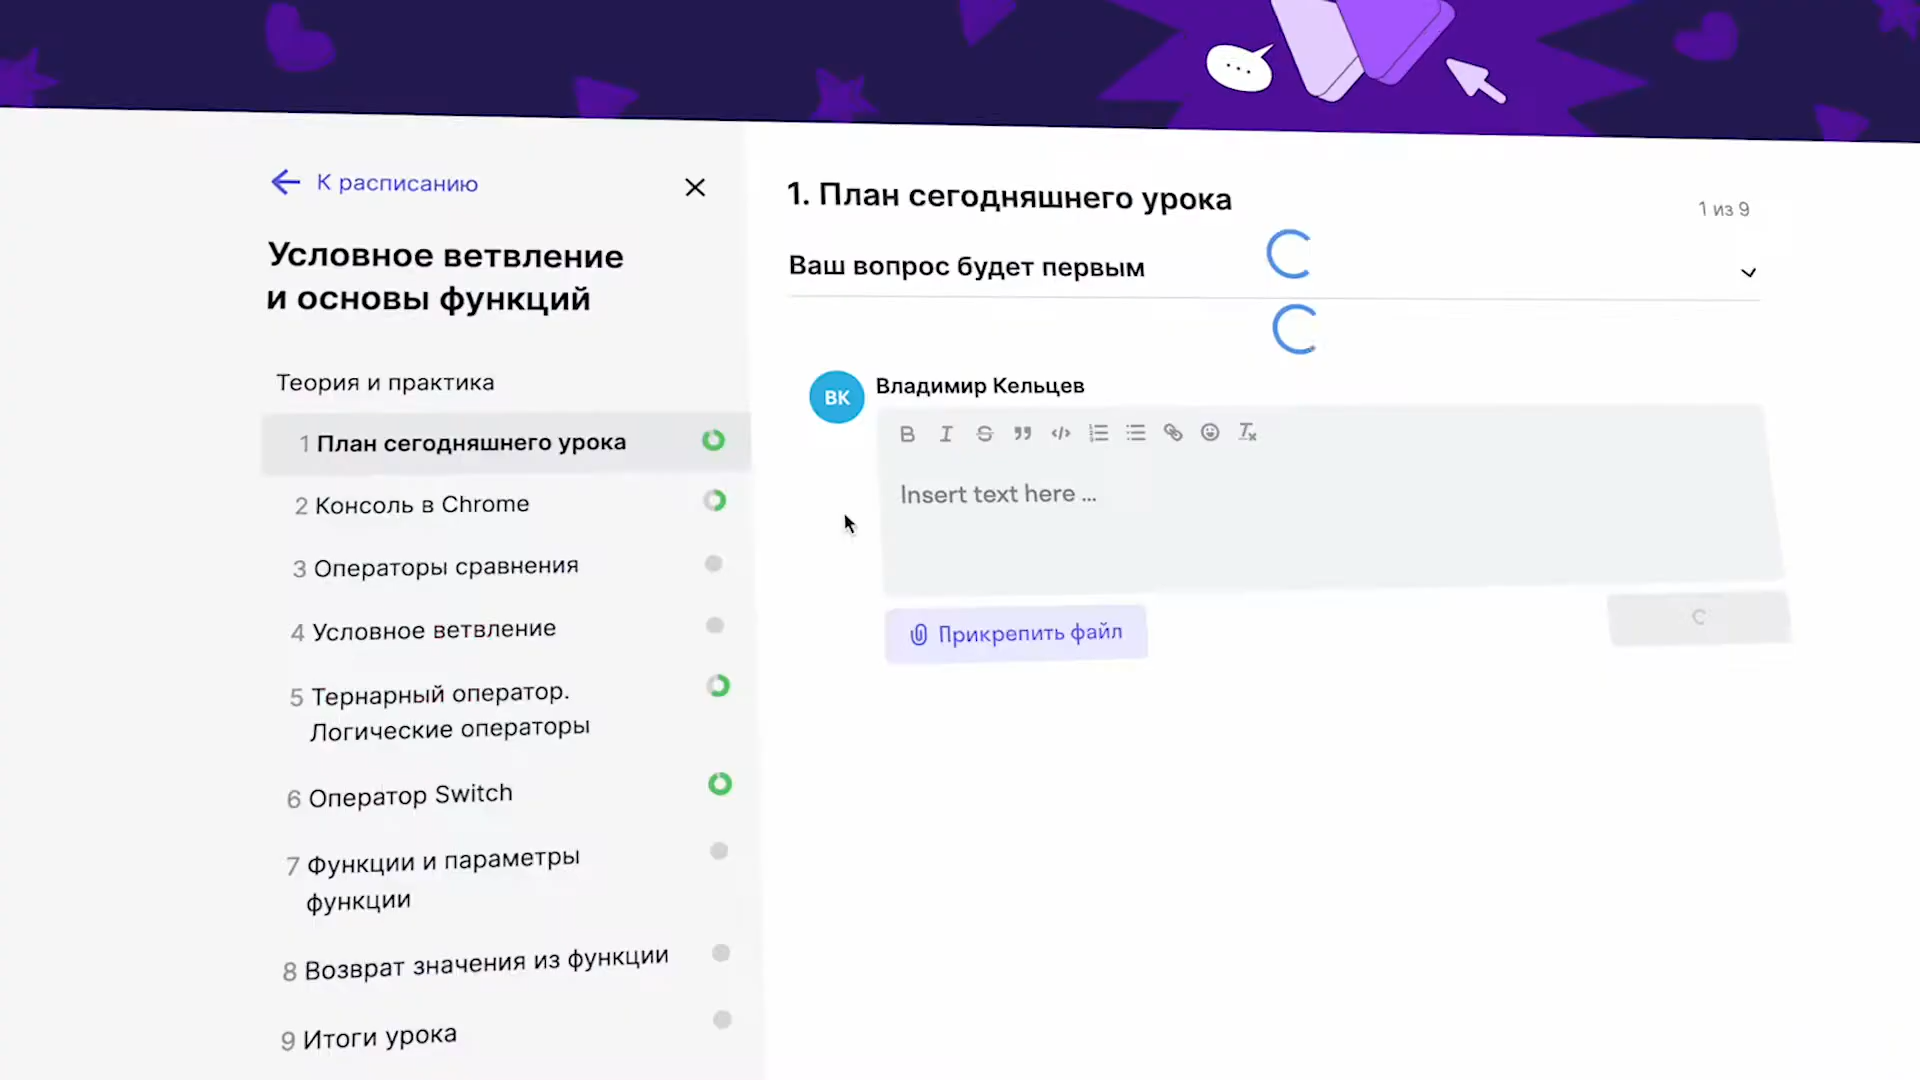 К расписанию
Условное ветвление
и основы функций
Теория и практика
1 План сегодняшнего урока
2 Консоль в Chrome
3 Операторы сравнения
4 Условное ветвление
5 Тернарный оператор.
Логические операторы
6 Оператор Switch
7 Функции и параметры
функции
8 Возврат значения из функции
9 Итоги урока
1. План сегодняшнего урока
1 из 9
Ваш вопрос будет первым
ВК
Владимир Кельцев
Insert text here ...
Прикрепить файл